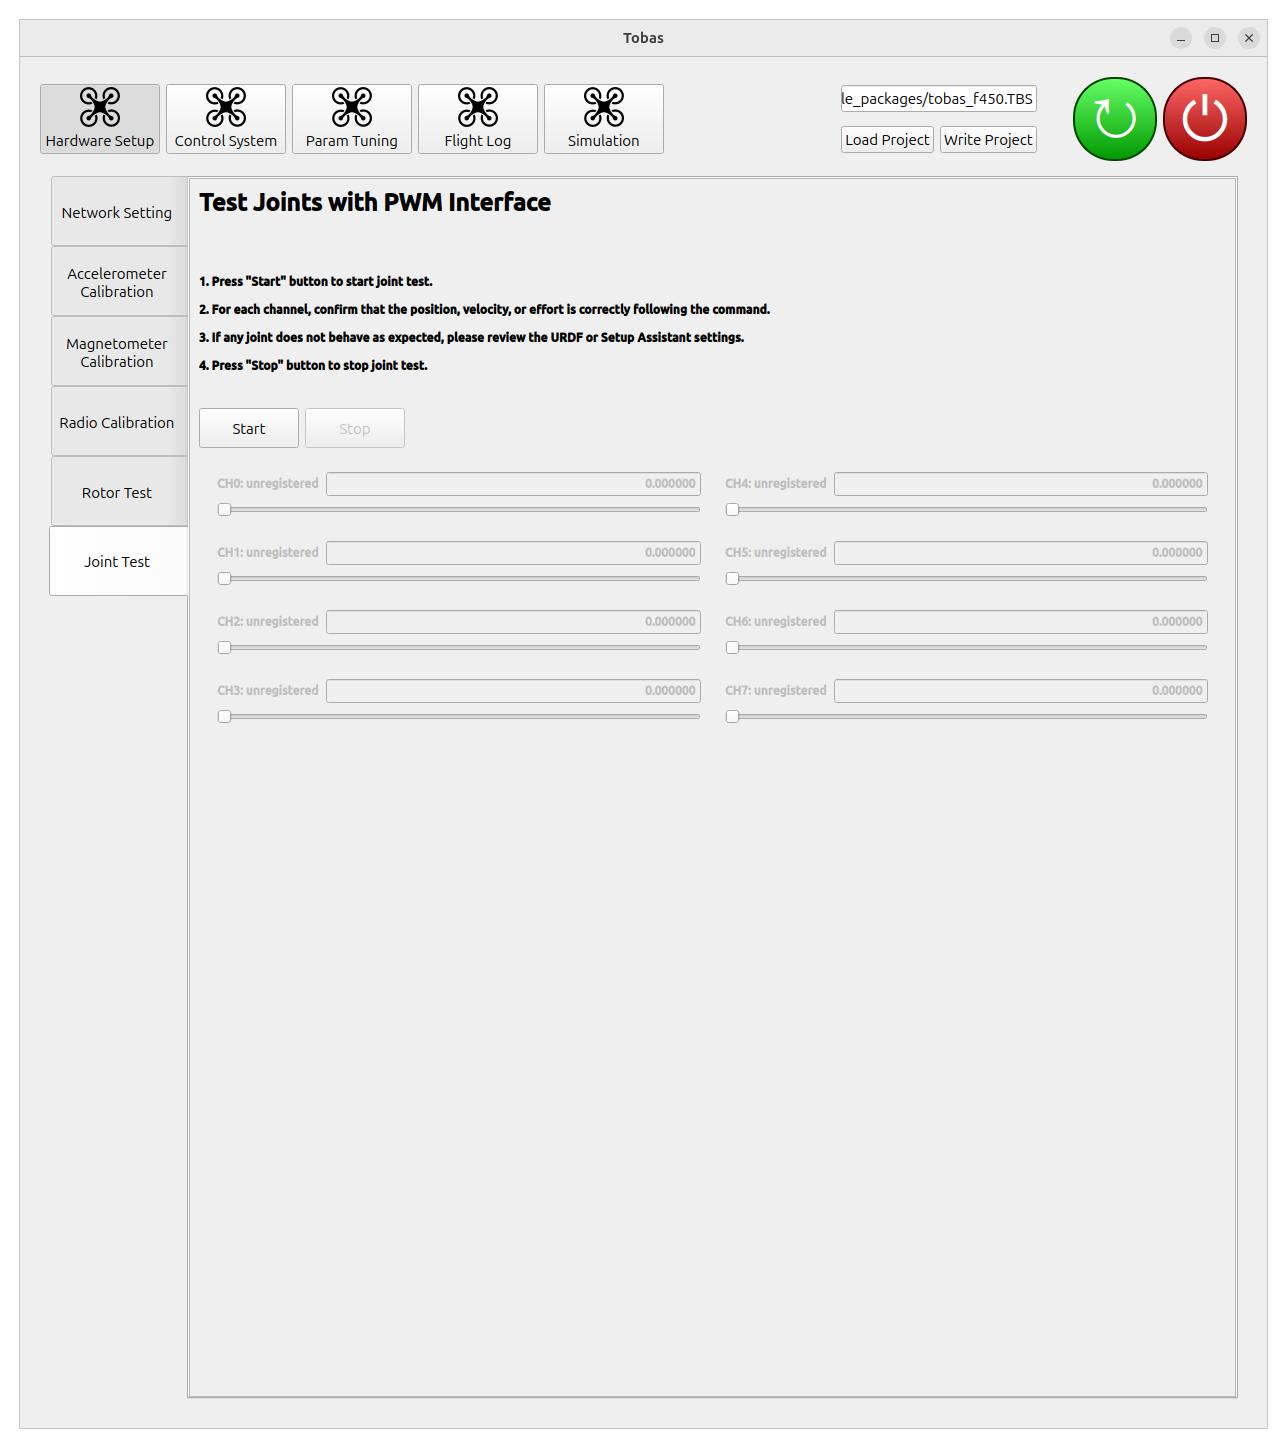 Tobas
Hardware Setup
Control System
Param Tuning
Flight Log
Simulation
le_packages/tobas_f450.TBS
Load Project
Write Project
Network Setting
Accelerometer
Calibration
Magnetometer
Calibration
Radio Calibration
Rotor Test
Joint Test
Test Joints with PWM Interface
1. Press "Start" button to start joint test.
2. For each channel, confirm that the position, velocity, or effort is correctly following the command.
3. If any joint does not behave as expected, please review the URDF or Setup Assistant settings.
4. Press "Stop" button to stop joint test.
Start
Stop
CH0: unregistered 0.000000
CH4: unregistered 0.000000
CH1: unregistered 0.000000
CH5: unregistered 0.000000
CH2: unregistered 0.000000
CH6: unregistered 0.000000
CH3: unregistered 0.000000
CH7: unregistered 0.000000